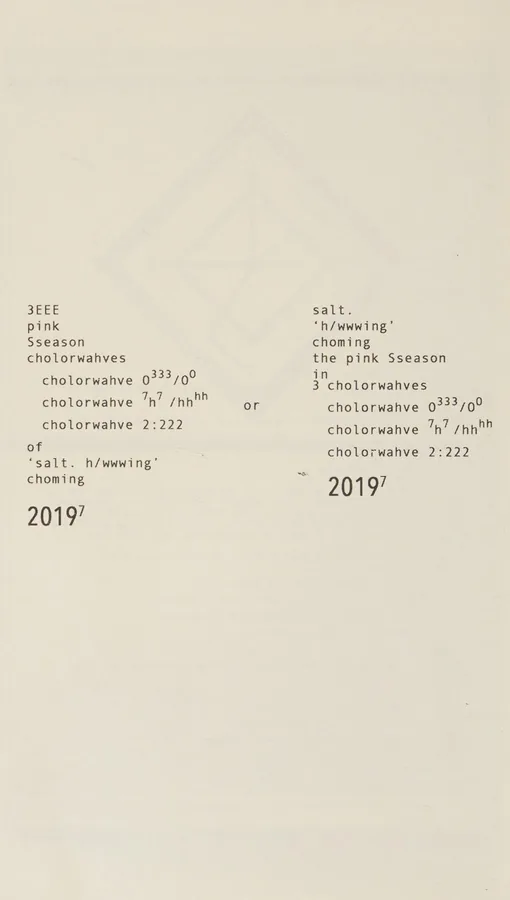 3EEE
pink
Sseason
cholorwahves
cholorwahve 0³³³/0⁰
cholorwahve ⁷h⁷ /hhʰʰ
cholorwahve 2:222
of
‘salt. h/wwwing’
choming
2019⁷
or
salt.
‘h/wwwing’
choming
the pink Sseason
in
3 cholorwahves
cholorwahve 0³³³/0⁰
cholorwahve ⁷h⁷ /hhʰʰ
cholorwahve 2:222
2019⁷